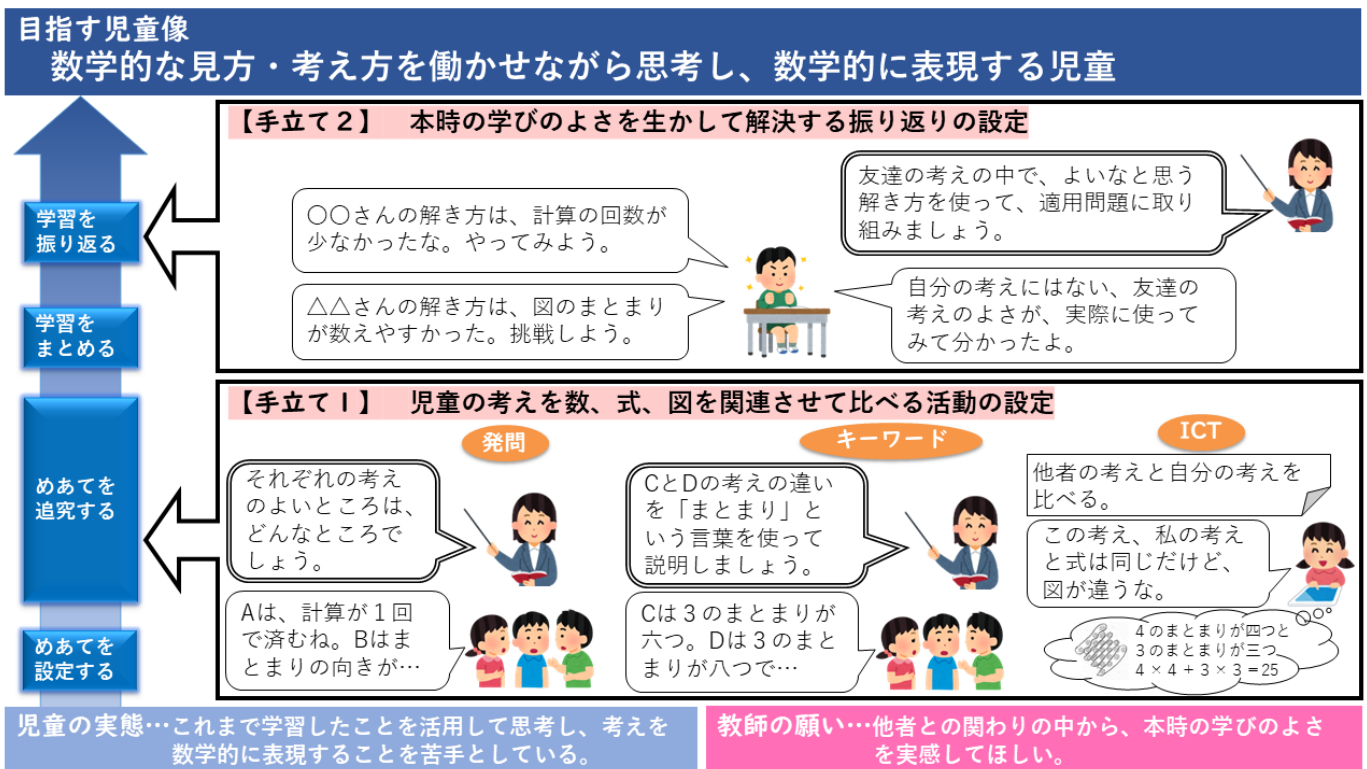 目指す児童像
数学的な見方・考え方を働かせながら思考し、数学的に表現する児童
【手立て２】　本時の学びのよさを生かして解決する振り返りの設定
友達の考えの中で、よいなと思う
解き方を使って、適用問題に取り
組みましょう。
〇〇さんの解き方は、計算の回数が
少なかったな。やってみよう。
△△さんの解き方は、図のまとまり
が数えやすかった。挑戦しよう。
自分の考えにはない、友達の
考えのよさが、実際に使って
みて分かったよ。
学習を
振り返る
学習を
まとめる
【手立て１】　児童の考えを数、式、図を関連させて比べる活動の設定
発問
それぞれの考え
のよいところは、
どんなところで
しょう。
Aは、計算が１回
で済むね。Bはま
とまりの向きが…
キーワード
CとDの考えの違い
を「まとまり」と
いう言葉を使って
説明しましょう。
Cは３のまとまりが
六つ。Dは３のまと
まりが八つで…
ICT
他者の考えと自分の考えを
比べる。
この考え、私の考え
と式は同じだけど、
図が違うな。
４のまとまりが四つと
３のまとまりが三つ
４×４＋３×３＝25
めあてを
追究する
めあてを
設定する
児童の実態…これまで学習したことを活用して思考し、考えを
数学的に表現することを苦手としている。
教師の願い…他者との関わりの中から、本時の学びのよさ
を実感してほしい。